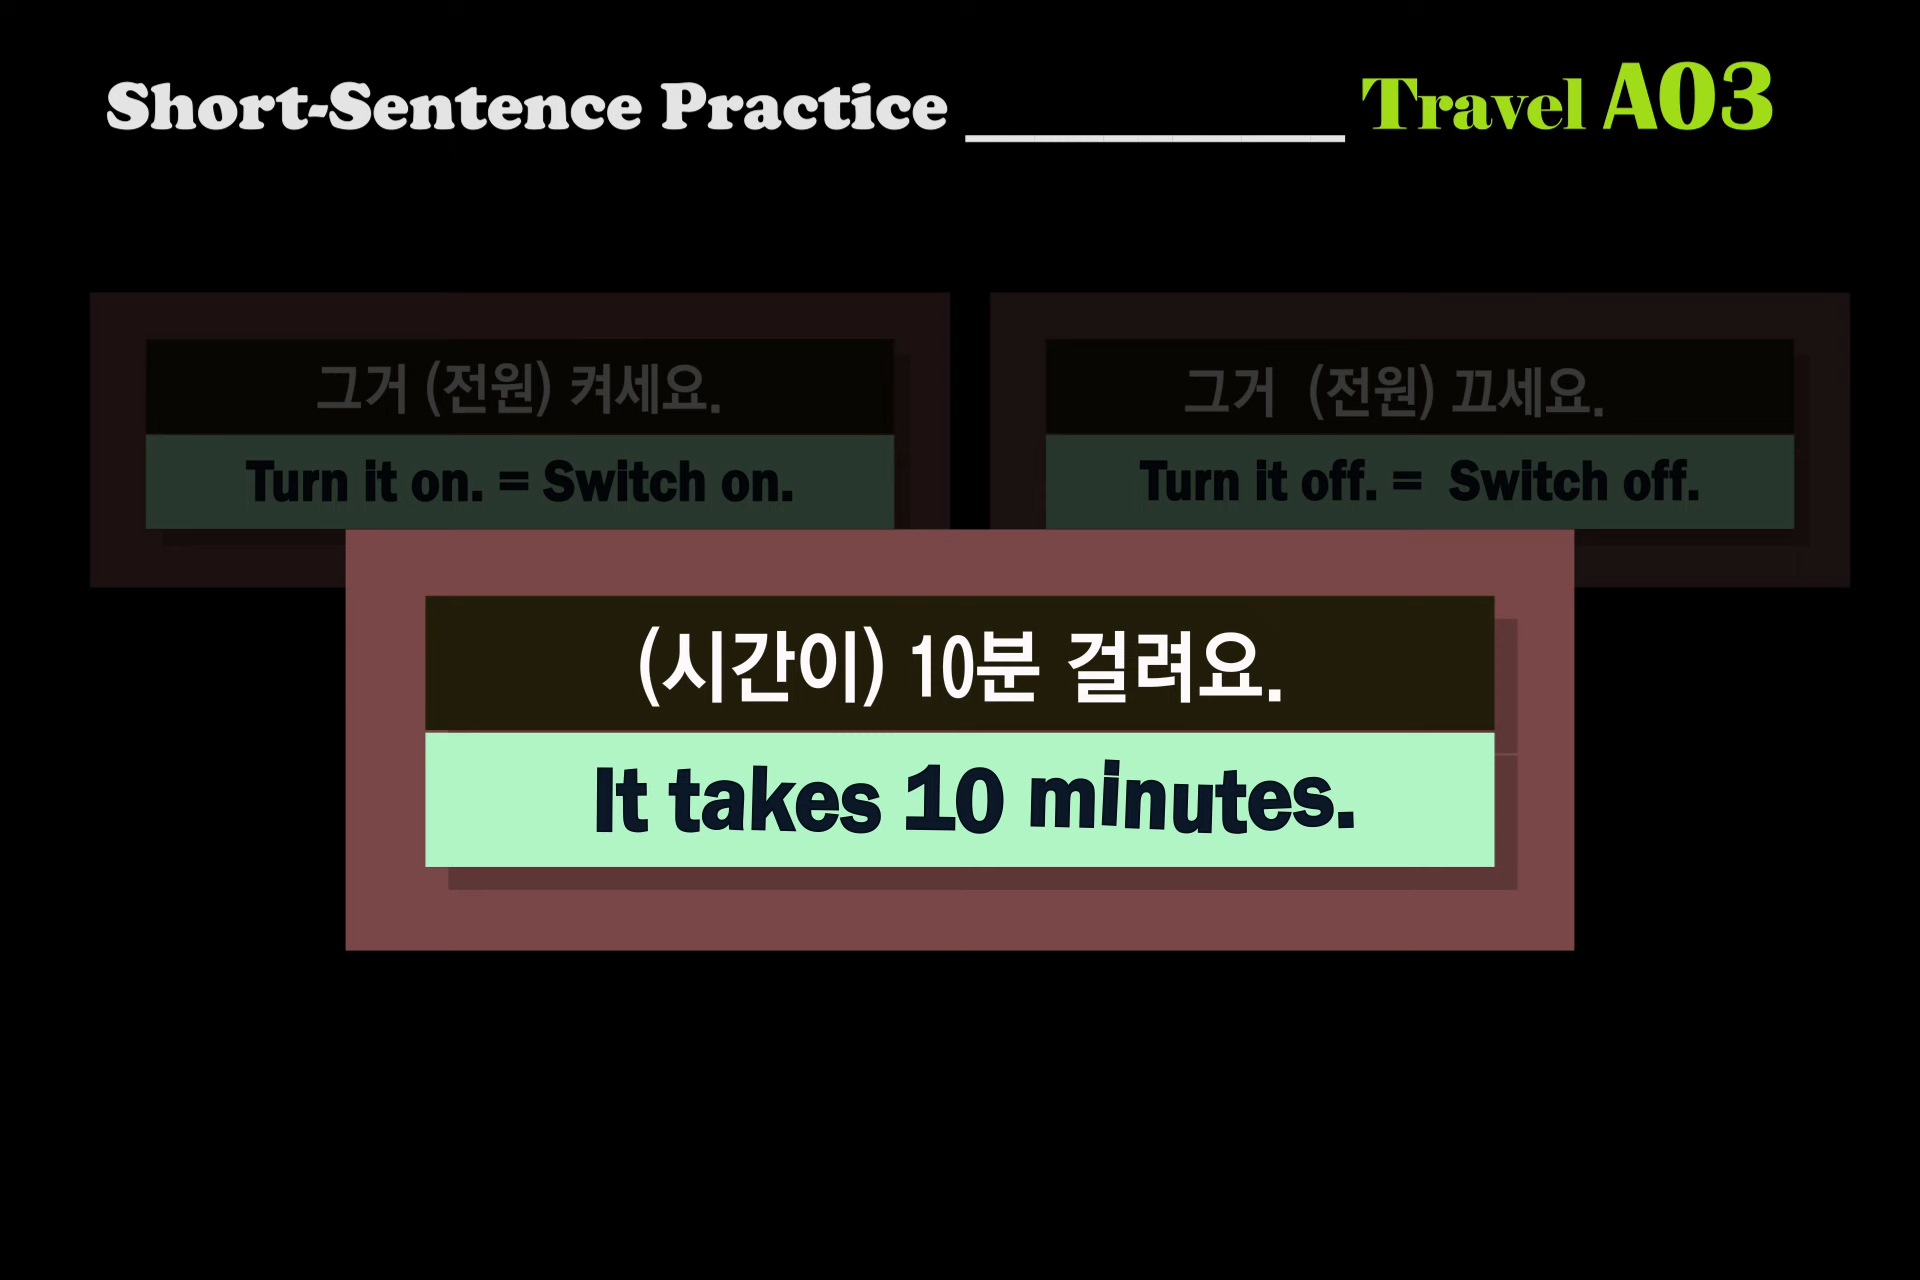 Short-Sentence Practice ___________ Travel A03
그거 (전원) 켜세요.
Turn it on. = Switch on.
그거 (전원) 끄세요.
Turn it off. = Switch off.
(시간이) 10분 걸려요.
It takes 10 minutes.